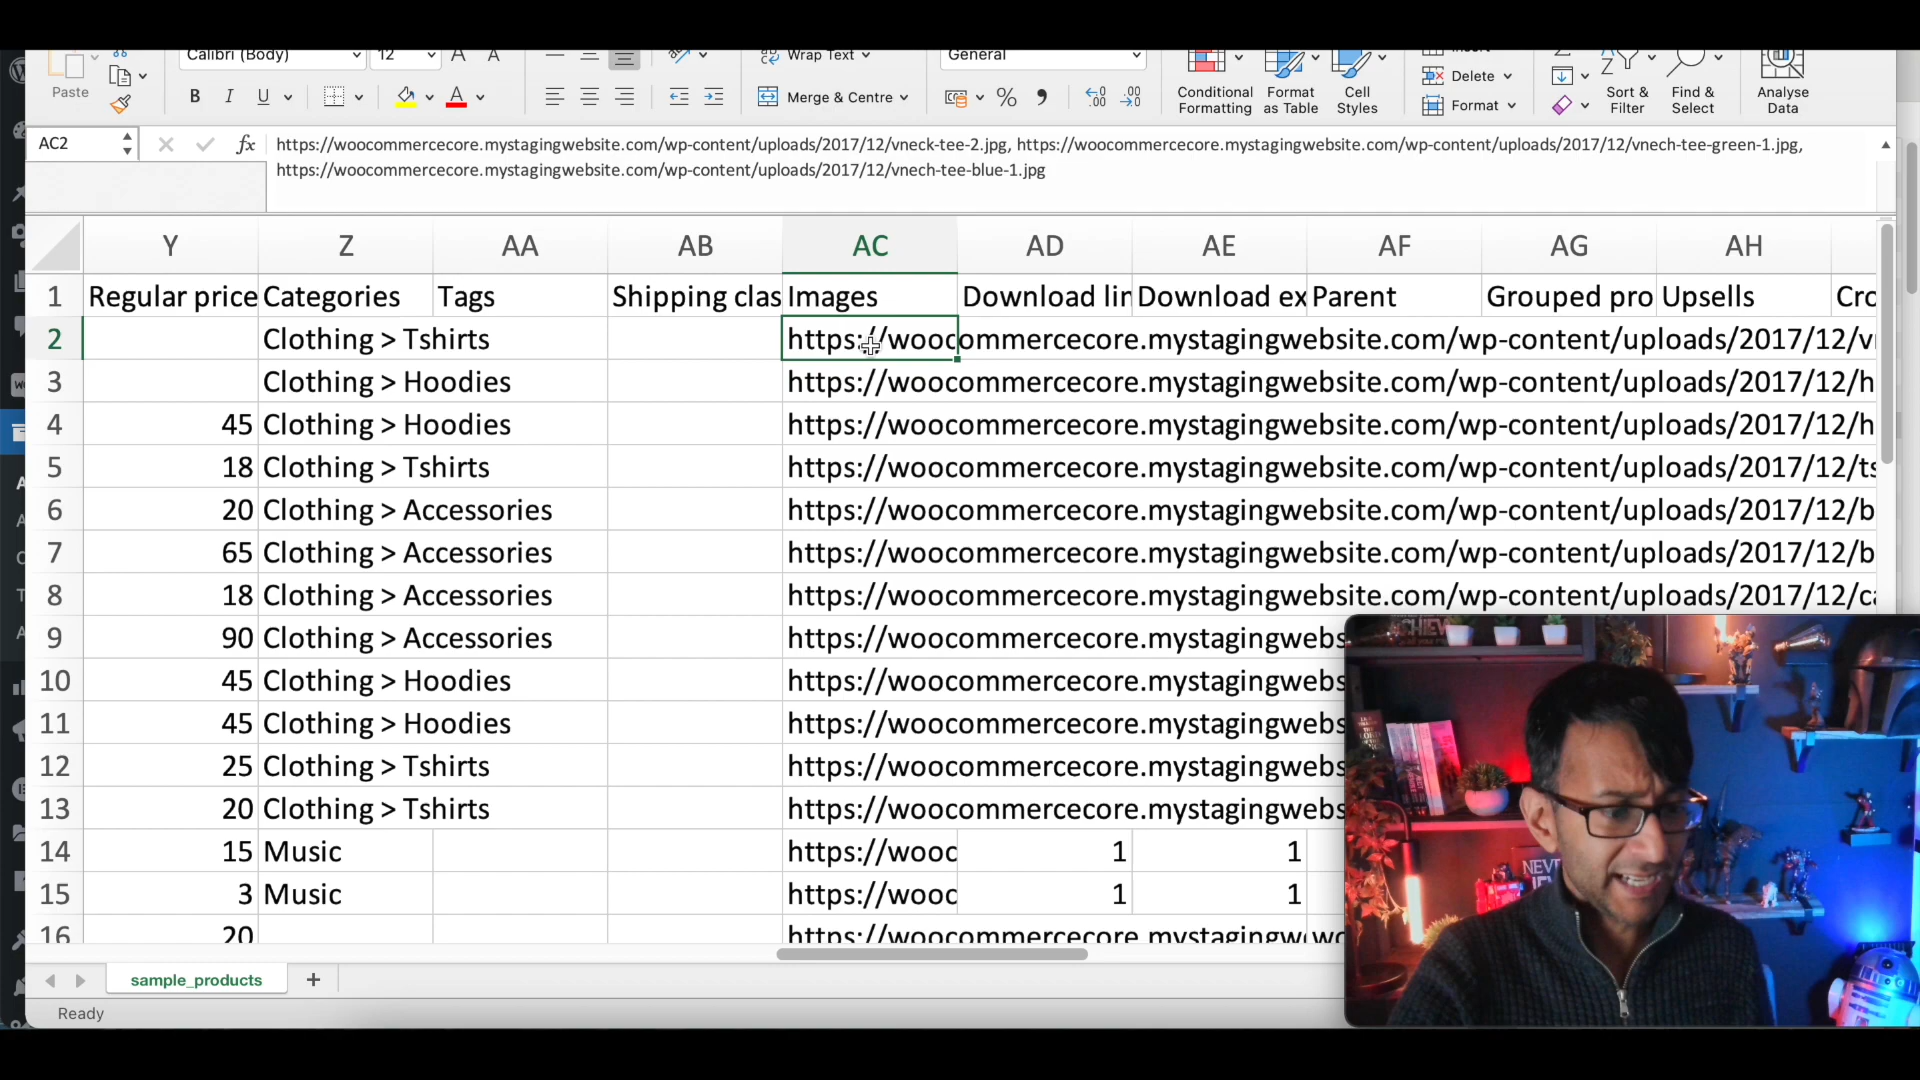 Calibri (Body) 12 Wrap Text General
Paste B I U Merge & Centre % Conditional Formatting Format as Table Cell Styles Delete Format Sort & Filter Find & Select Analyse Data
AC2 fx https://woocommercecore.mystagingwebsite.com/wp-content/uploads/2017/12/vneck-tee-2.jpg, https://woocommercecore.mystagingwebsite.com/wp-content/uploads/2017/12/vnech-tee-green-1.jpg,
https://woocommercecore.mystagingwebsite.com/wp-content/uploads/2017/12/vnech-tee-blue-1.jpg
Y Z AA AB AC AD AE AF AG AH
1 Regular price Categories Tags Shipping clas Images Download lin Download ex Parent Grouped pro Upsells Cro
2 Clothing > Tshirts https://woocommercecore.mystagingwebsite.com/wp-content/uploads/2017/12/v
3 Clothing > Hoodies https://woocommercecore.mystagingwebsite.com/wp-content/uploads/2017/12/h
4 45 Clothing > Hoodies https://woocommercecore.mystagingwebsite.com/wp-content/uploads/2017/12/h
5 18 Clothing > Tshirts https://woocommercecore.mystagingwebsite.com/wp-content/uploads/2017/12/ts
6 20 Clothing > Accessories https://woocommercecore.mystagingwebsite.com/wp-content/uploads/2017/12/b
7 65 Clothing > Accessories https://woocommercecore.mystagingwebsite.com/wp-content/uploads/2017/12/b
8 18 Clothing > Accessories https://woocommercecore.mystagingwebsite.com/wp-content/uploads/2017/12/ca
9 90 Clothing > Accessories https://woocommercecore.mystagingwebs
10 45 Clothing > Hoodies https://woocommercecore.mystagingwebs
11 45 Clothing > Hoodies https://woocommercecore.mystagingwebs
12 25 Clothing > Tshirts https://woocommercecore.mystagingwebs
13 20 Clothing > Tshirts https://woocommercecore.mystagingwebs
14 15 Music https://wooc 1 1
15 3 Music https://wooc 1 1
16 20 https://woocommercecore.mystagingw
sample_products +
Ready